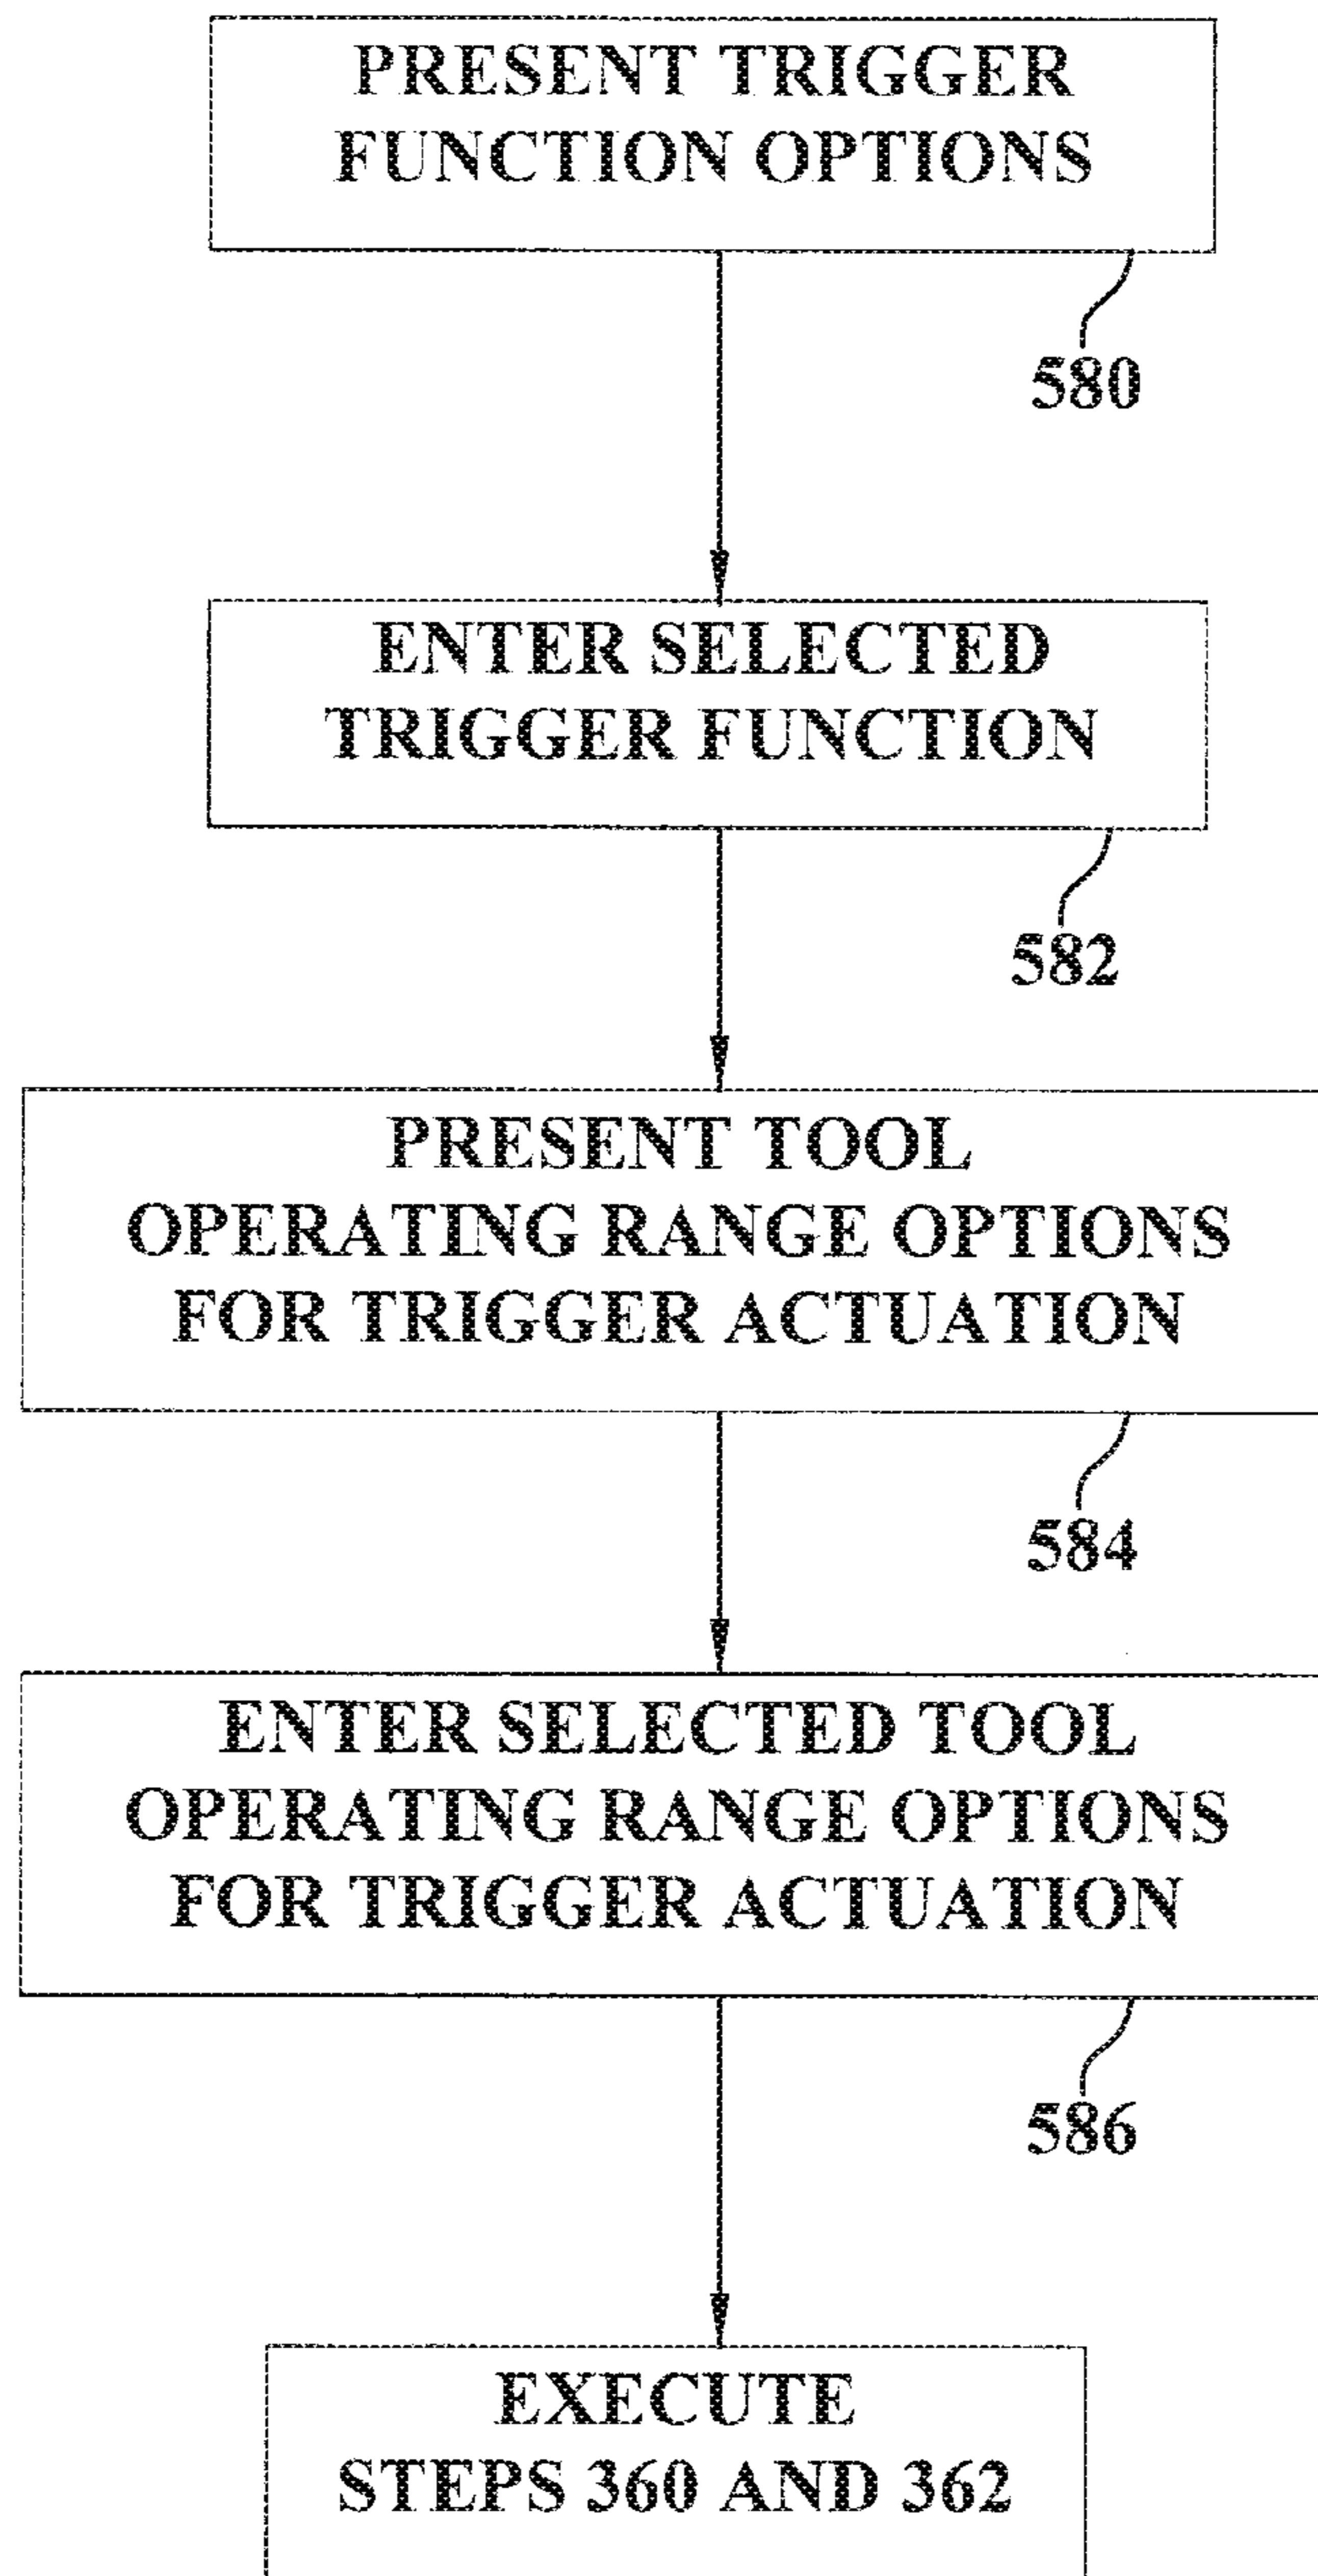 PRESENT TRIGGER
FUNCTION OPTIONS
580
ENTER SELECTED
TRIGGER FUNCTION
582
PRESENT TOOL
OPERATING RANGE OPTIONS
FOR TRIGGER ACTUATION
584
ENTER SELECTED TOOL
OPERATING RANGE OPTIONS
FOR TRIGGER ACTUATION
586
EXECUTE
STEPS 360 AND 362